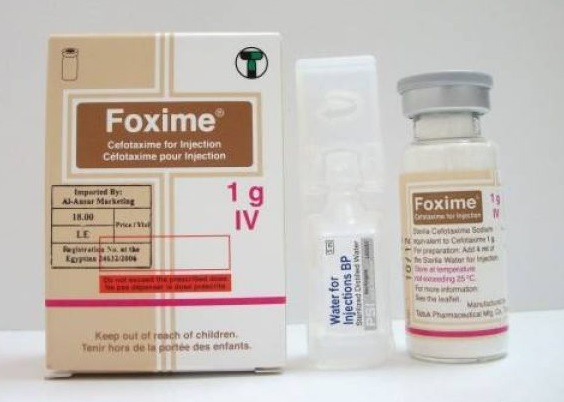 T
Foxime®
Cefotaxime for Injection
Céfotaxime pour Injection
1 g
IV
Imported By:
Al-Ansar Marketing
18.00
Price / Vial
LE
Registration No. at the
Egyptian 24632/2006
Do not exceed the prescribed dose.
Ne pas dépasser la dose prescrite.
Keep out of reach of children.
Tenir hors de la portée des enfants.
Water for
Injections BP
Sterilized Distilled Water
PSI
Foxime®
Cefotaxime for Injection
1 g
IV
Sterile Cefotaxime Sodium
equivalent to Cefotaxime 1 g.
For preparation: Add 4 ml of
the Sterile Water for Injection.
Store at temperature
not exceeding 25 °C.
For more information:
See the leaflet.
Manufactured
Tabuk Pharmaceutical Mfg. Co.